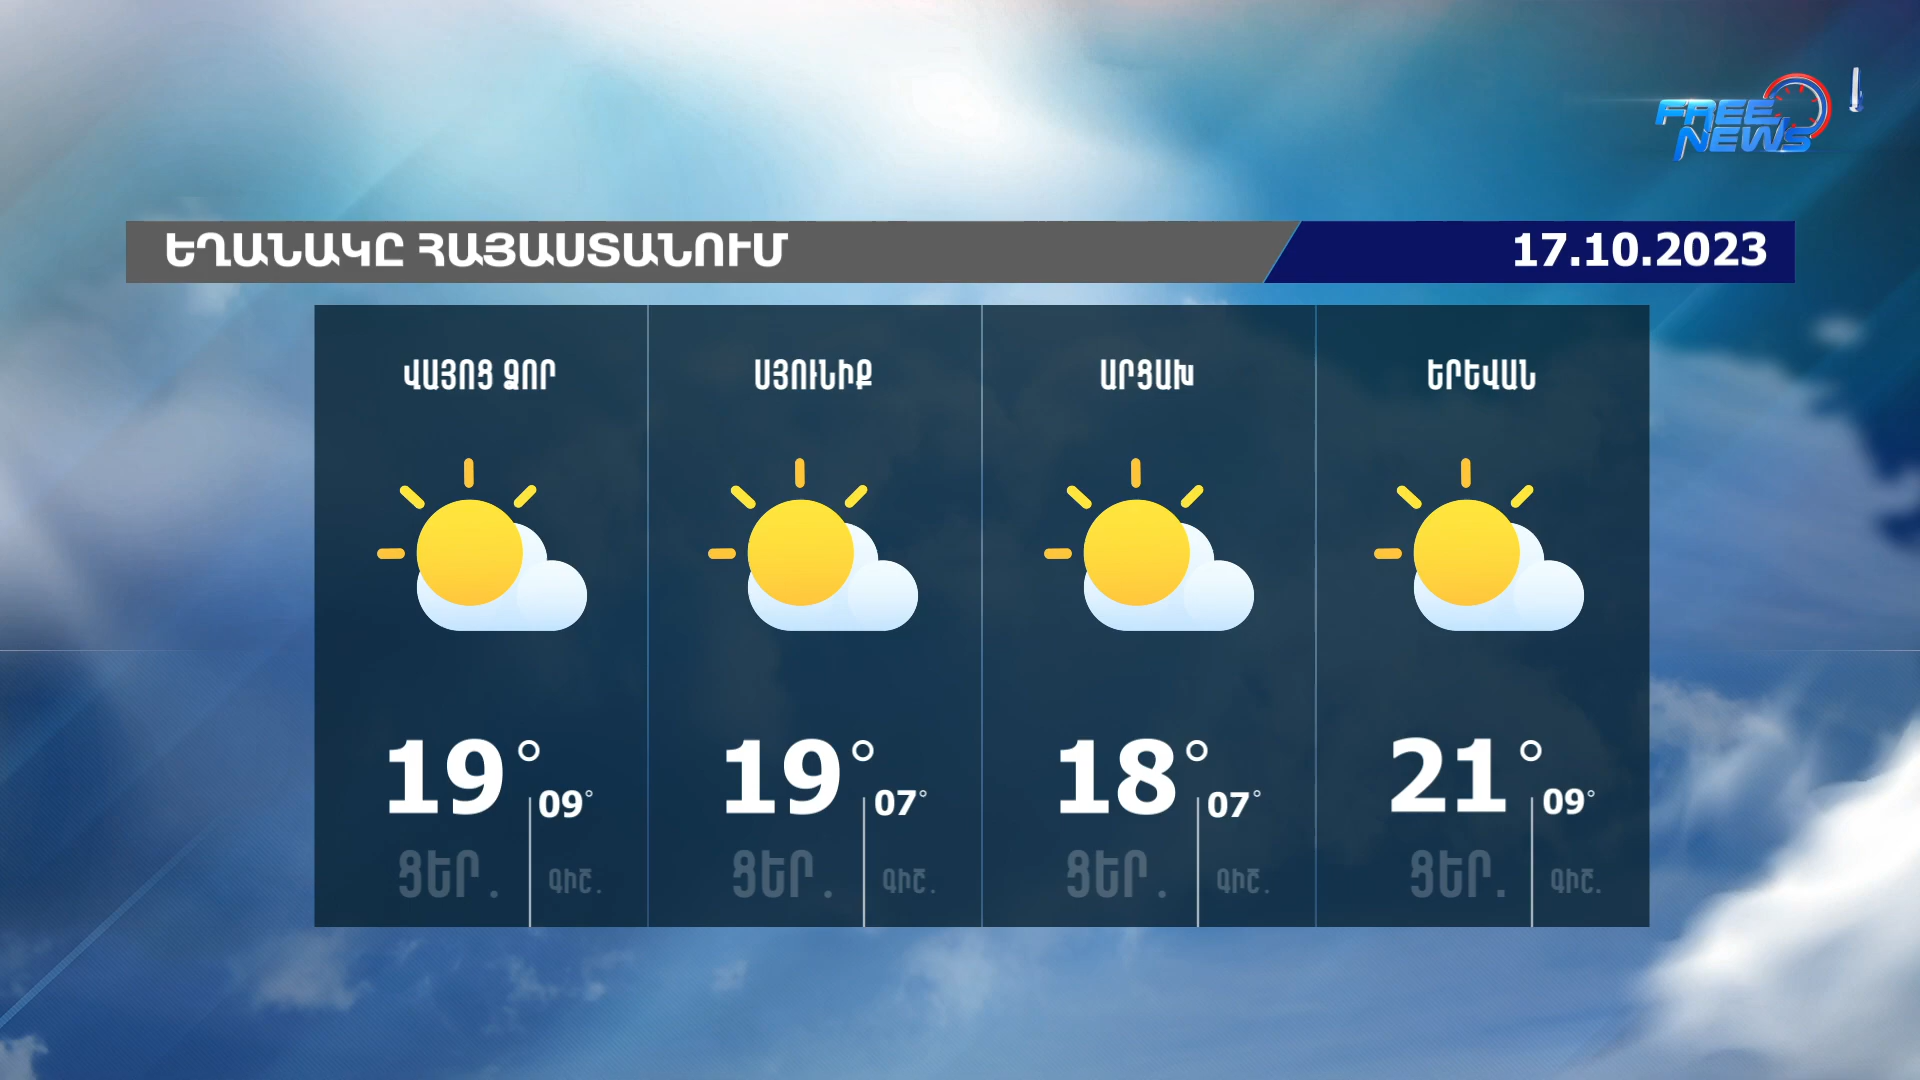 FREE
NEWS
ԵՂԱՆԱԿԸ ՀԱՅԱՍՏԱՆՈՒՄ
17.10.2023
ՎԱՅՈՑ ՁՈՐ
19°
09°
ՑԵՐ.
ԳԻՇ.
ՍՅՈՒՆԻՔ
19°
07°
ՑԵՐ.
ԳԻՇ.
ԱՐՑԱԽ
18°
07°
ՑԵՐ.
ԳԻՇ.
ԵՐԵՎԱՆ
21°
09°
ՑԵՐ.
ԳԻՇ.